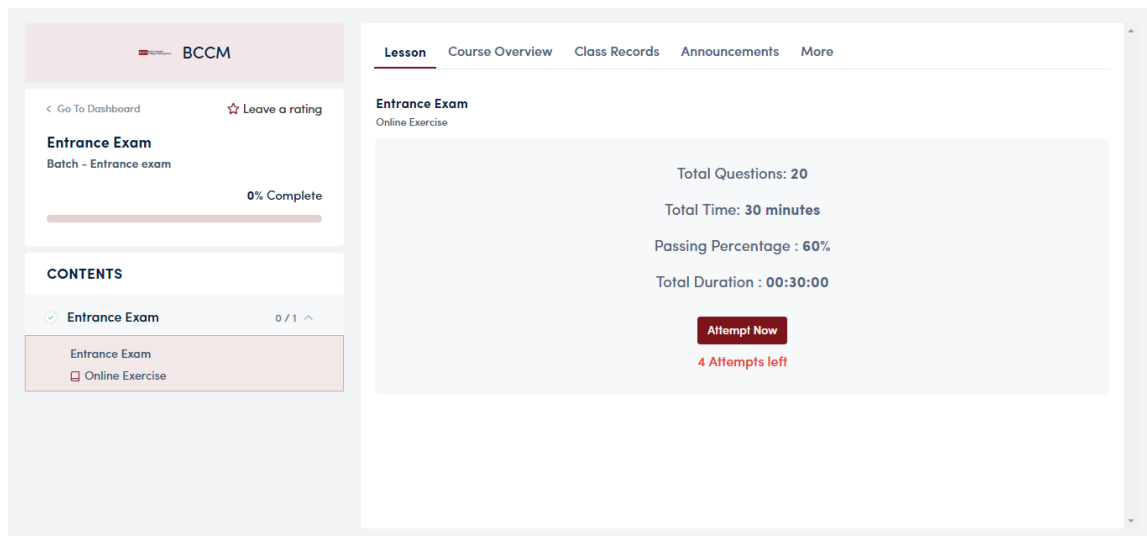 BCCM
Go To Dashboard
Leave a rating
Entrance Exam
Batch - Entrance exam
0% Complete
CONTENTS
Entrance Exam
0 / 1
Entrance Exam
Online Exercise
Lesson
Course Overview
Class Records
Announcements
More
Entrance Exam
Online Exercise
Total Questions: 20
Total Time: 30 minutes
Passing Percentage : 60%
Total Duration : 00:30:00
Attempt Now
4 Attempts left